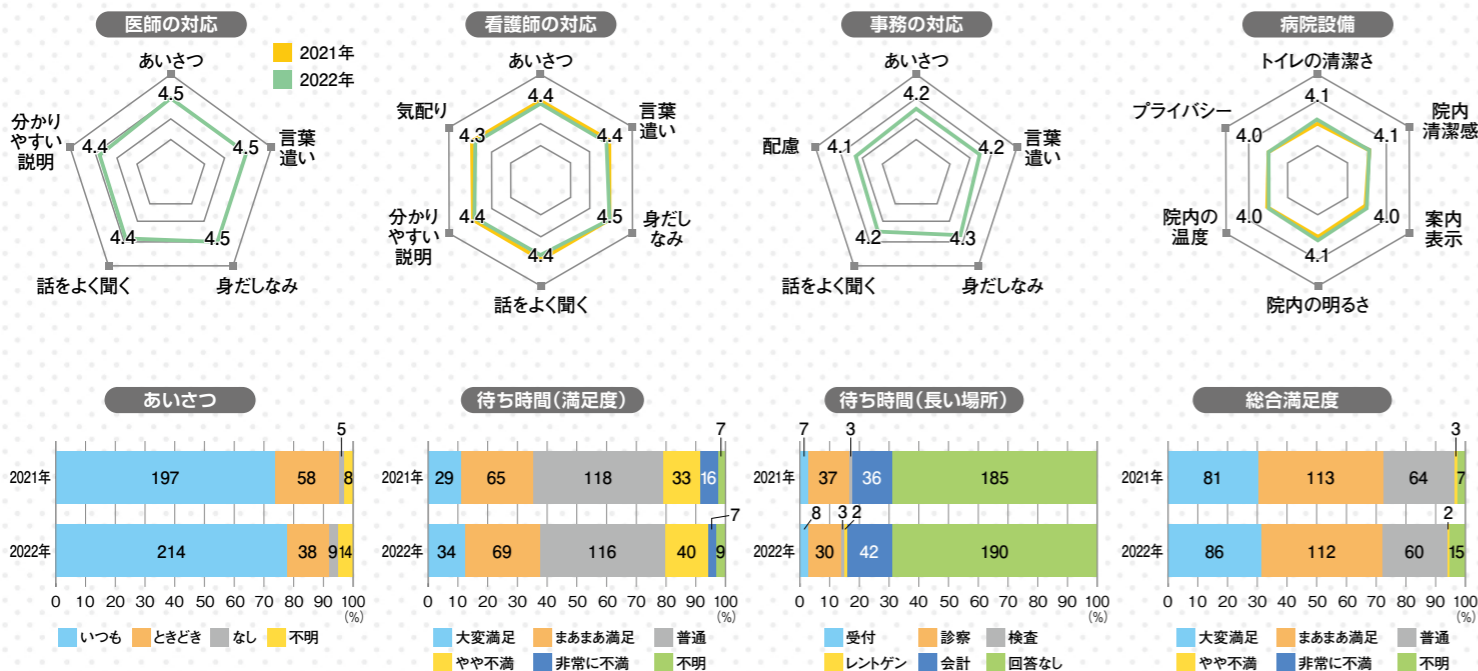 医師の対応
2021年
2022年
あいさつ
4.5
言葉
遣い
4.5
身だしなみ
4.5
話をよく聞く
4.4
分かり
やすい
説明
4.4
看護師の対応
あいさつ
4.4
言葉
遣い
4.4
身だし
なみ
4.5
話をよく聞く
4.4
分かり
やすい
説明
4.4
気配り
4.3
事務の対応
あいさつ
4.2
言葉
遣い
4.2
身だしなみ
4.3
話をよく聞く
4.2
配慮
4.1
病院設備
トイレの清潔さ
4.1
院内
清潔感
4.1
案内
表示
4.0
院内の明るさ
4.1
院内の
温度
4.0
プライバシー
4.0
あいさつ
5
2021年 197 58 8
2022年 214 38 9 14
0 10 20 30 40 50 60 70 80 90 100
(%)
いつも ときどき なし 不明
待ち時間(満足度)
7
2021年 29 65 118 33 16
7
2022年 34 69 116 40 9
0 10 20 30 40 50 60 70 80 90 100
(%)
大変満足 まあまあ満足 普通
やや不満 非常に不満 不明
待ち時間(長い場所)
7 3
2021年 37 36 185
8 3 2
2022年 30 42 190
0 10 20 30 40 50 60 70 80 90 100
(%)
受付 診察 検査
レントゲン 会計 回答なし
総合満足度
3
2021年 81 113 64 7
2
2022年 86 112 60 15
0 10 20 30 40 50 60 70 80 90 100
(%)
大変満足 まあまあ満足 普通
やや不満 非常に不満 不明